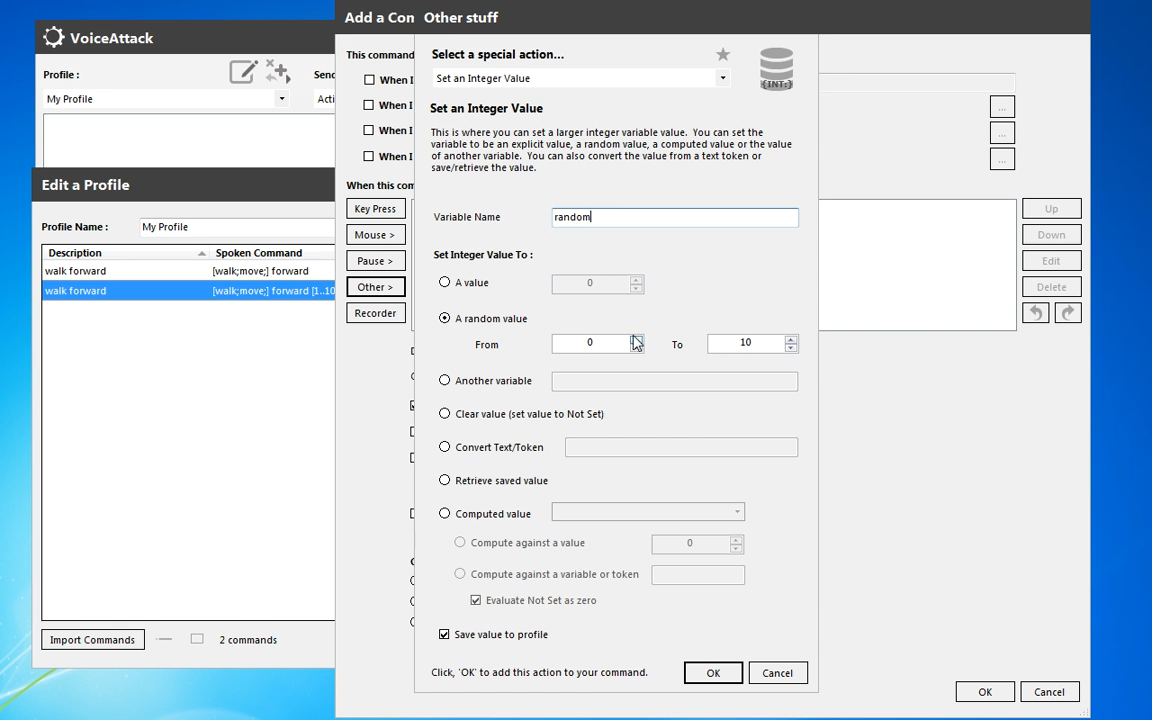 VoiceAttack
Profile :
Send
My Profile
Acti
Edit a Profile
Profile Name :
My Profile
Description
Spoken Command
walk forward
[walk;move;] forward
walk forward
[walk;move;] forward [1..10
Import Commands
2 commands
Add a Con
This command
When I
When I
When I
When I
When this com
Key Press
Mouse >
Pause >
Other >
Recorder
Other stuff
Select a special action...
Set an Integer Value
{INT:}
Set an Integer Value
This is where you can set a larger integer variable value. You can set the
variable to be an explicit value, a random value, a computed value or the value
of another variable. You can also convert the value from a text token or
save/retrieve the value.
Variable Name
random
Set Integer Value To :
A value
0
A random value
From
0
To
10
Another variable
Clear value (set value to Not Set)
Convert Text/Token
Retrieve saved value
Computed value
Compute against a value
0
Compute against a variable or token
Evaluate Not Set as zero
Save value to profile
Click, 'OK' to add this action to your command.
OK
Cancel
...
...
...
Up
Down
Edit
Delete
OK
Cancel